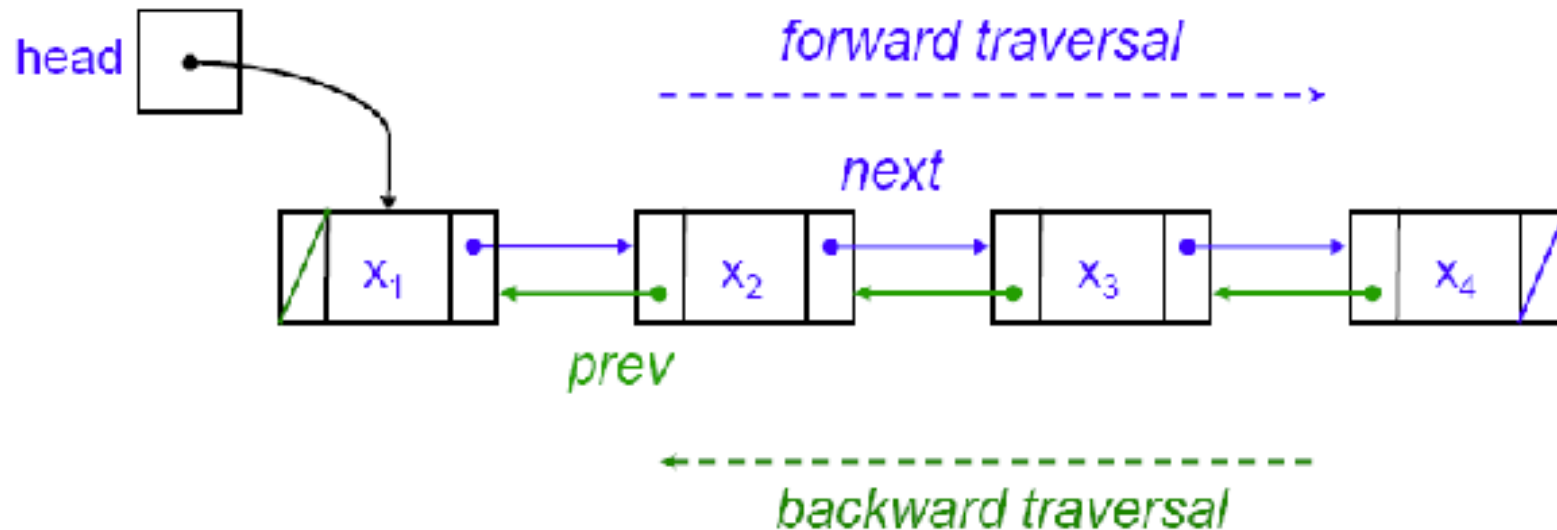 head
forward traversal
next
x₁
x₂
x₃
x₄
prev
backward traversal